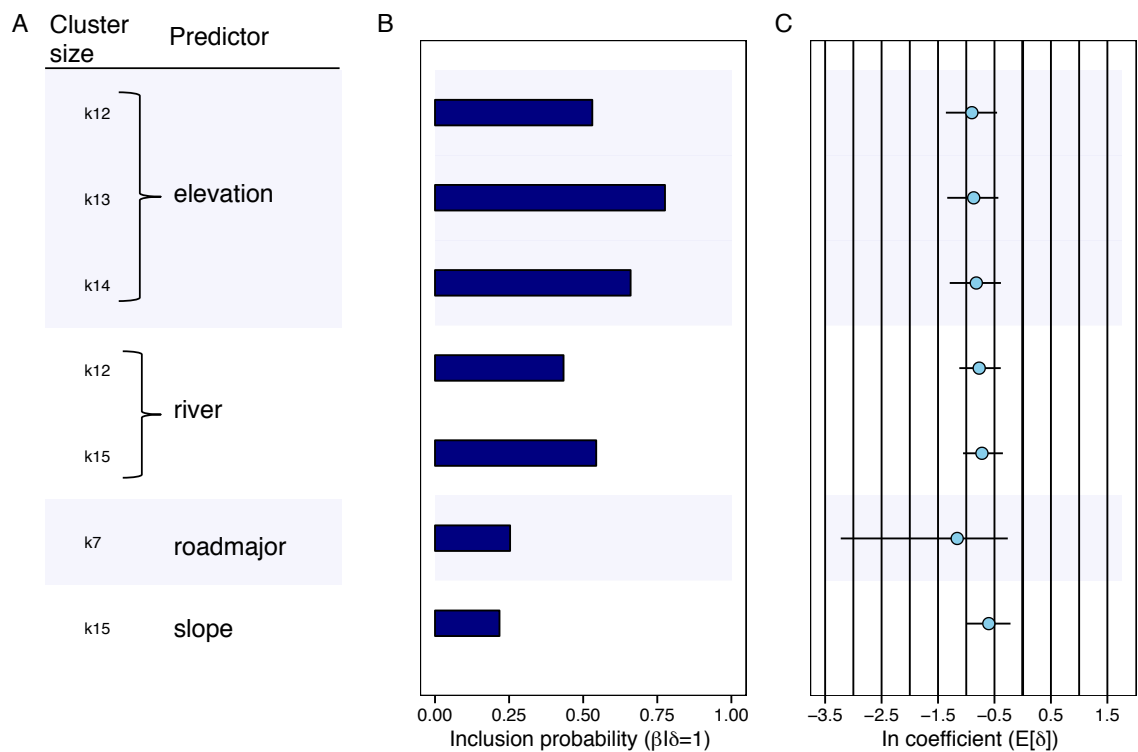 A
Cluster
size
Predictor
k12
k13
elevation
k14
k12
river
k15
k7
roadmajor
k15
slope
B
0.00 0.25 0.50 0.75 1.00
Inclusion probability (βlδ=1)
C
−3.5 −2.5 −1.5 −0.5 0.5 1.5
ln coefficient (E[δ])